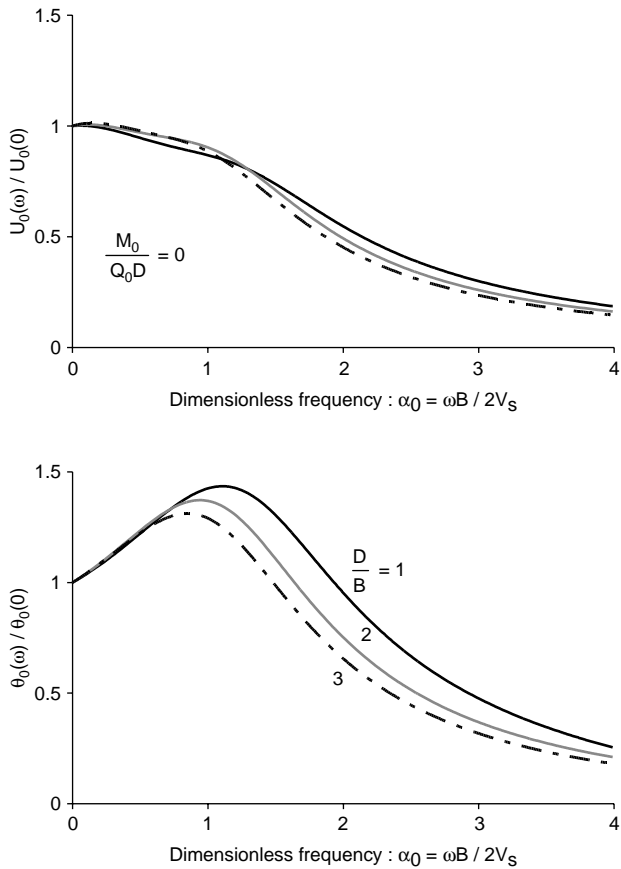 1.5
1
0.5
0
U₀(ω) / U₀(0)
M₀
Q₀D
= 0
0 1 2 3 4
Dimensionless frequency : α₀ = ωB / 2Vₛ
1.5
1
0.5
0
θ₀(ω) / θ₀(0)
D
B
= 1
2
3
0 1 2 3 4
Dimensionless frequency : α₀ = ωB / 2Vₛ